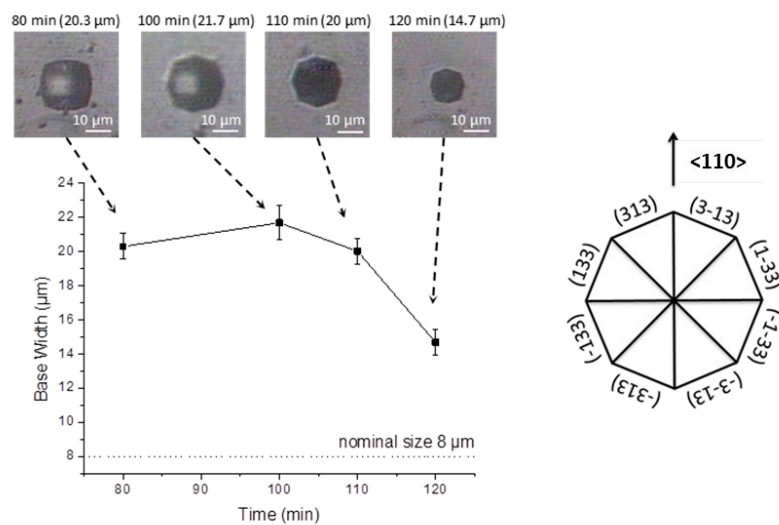 80 min (20.3 µm)
100 min (21.7 µm)
110 min (20 µm)
120 min (14.7 µm)
10 µm
10 µm
10 µm
10 µm
24
22
20
18
16
14
12
10
8
Base Width (µm)
nominal size 8 µm
80
90
100
110
120
Time (min)
<110>
(313)
(3-13)
(133)
(1-33)
(-133)
(-1-33)
(-313)
(-3-13)